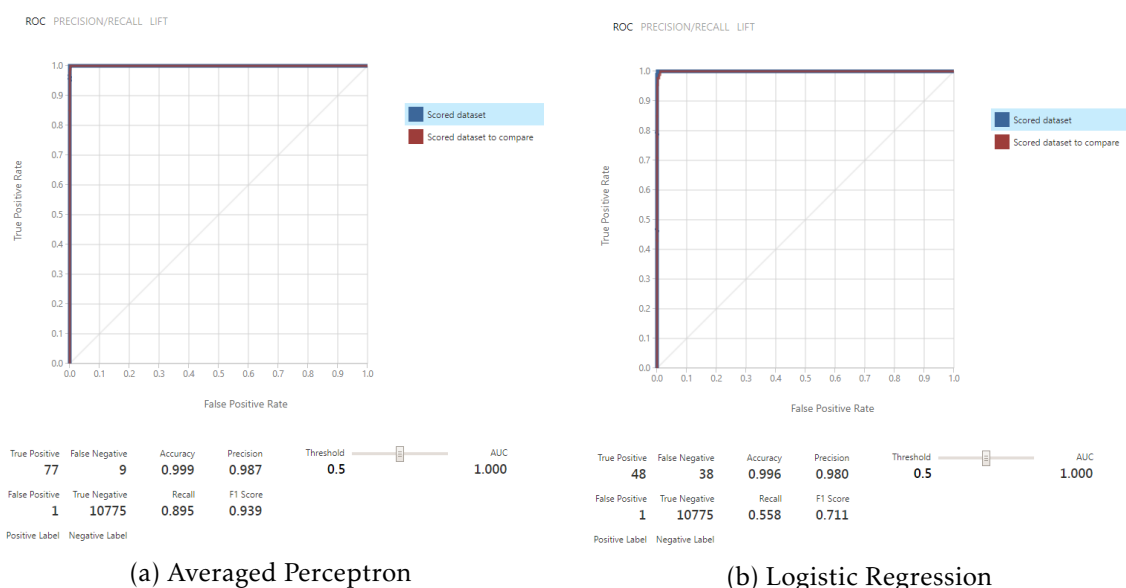 ROC PRECISION/RECALL LIFT
1.0
0.9
0.8
0.7
0.6
0.5
0.4
0.3
0.2
0.1
0.0
True Positive Rate
0.0 0.1 0.2 0.3 0.4 0.5 0.6 0.7 0.8 0.9 1.0
False Positive Rate
Scored dataset
Scored dataset to compare
True Positive False Negative Accuracy Precision Threshold AUC
77 9 0.999 0.987 0.5 1.000
False Positive True Negative Recall F1 Score
1 10775 0.895 0.939
Positive Label Negative Label
(a) Averaged Perceptron
ROC PRECISION/RECALL LIFT
1.0
0.9
0.8
0.7
0.6
0.5
0.4
0.3
0.2
0.1
0.0
True Positive Rate
0.0 0.1 0.2 0.3 0.4 0.5 0.6 0.7 0.8 0.9 1.0
False Positive Rate
Scored dataset
Scored dataset to compare
True Positive False Negative Accuracy Precision Threshold AUC
48 38 0.996 0.980 0.5 1.000
False Positive True Negative Recall F1 Score
1 10775 0.558 0.711
Positive Label Negative Label
(b) Logistic Regression